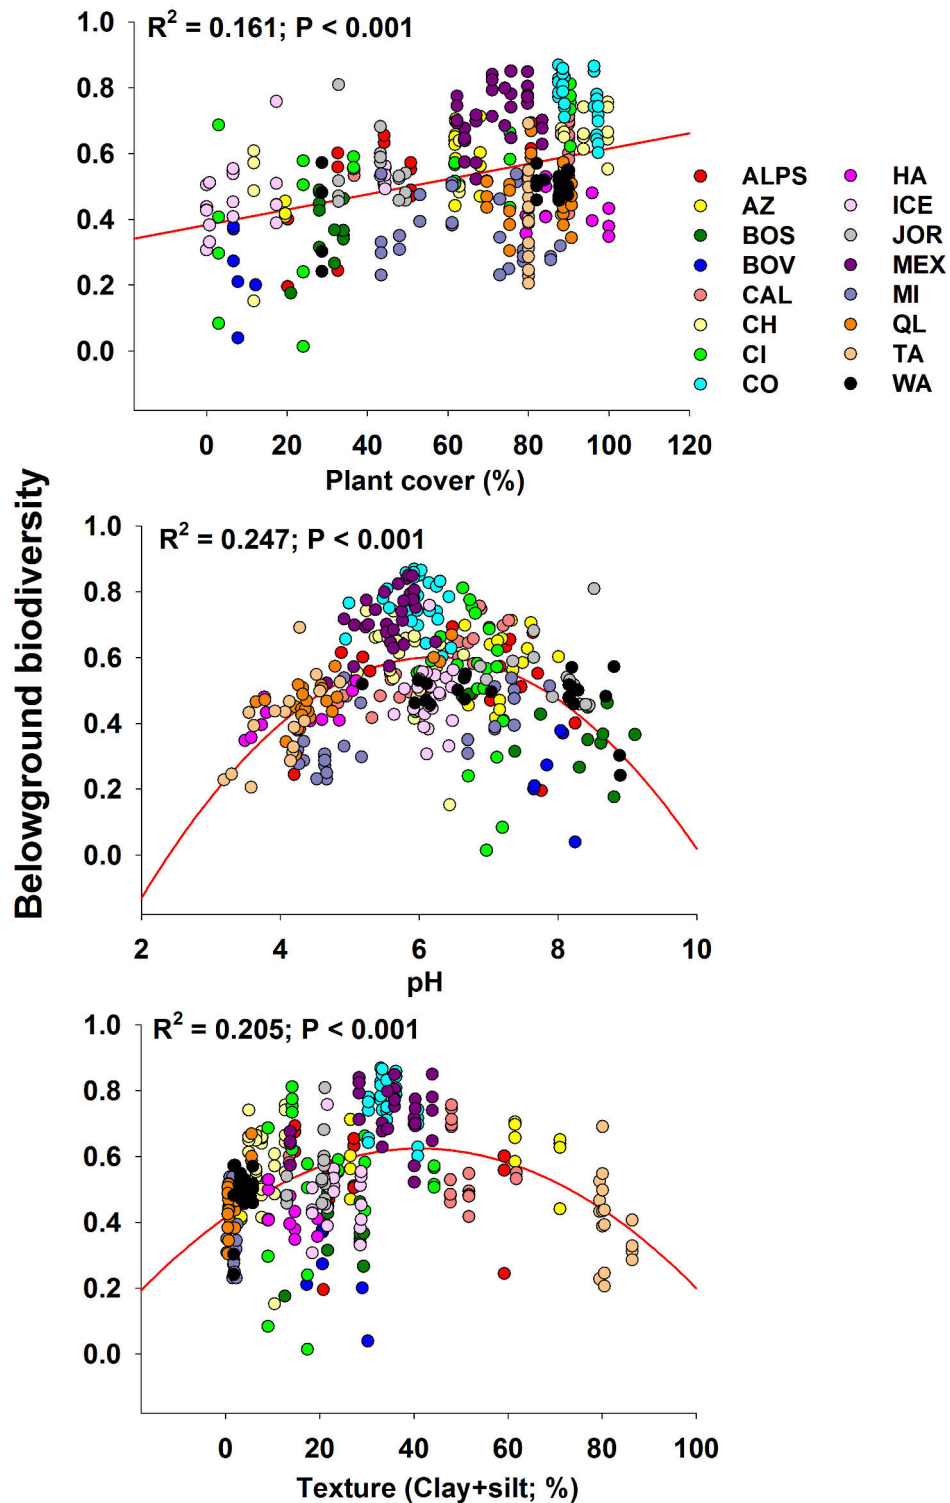 R² = 0.161; P < 0.001
1.0
0.8
0.6
0.4
0.2
0.0
0 20 40 60 80 100 120
Plant cover (%)
ALPS HA
AZ ICE
BOS JOR
BOV MEX
CAL MI
CH QL
CI TA
CO WA
Belowground biodiversity
R² = 0.247; P < 0.001
1.0
0.8
0.6
0.4
0.2
0.0
2 4 6 8 10
pH
R² = 0.205; P < 0.001
1.0
0.8
0.6
0.4
0.2
0.0
0 20 40 60 80 100
Texture (Clay+silt; %)